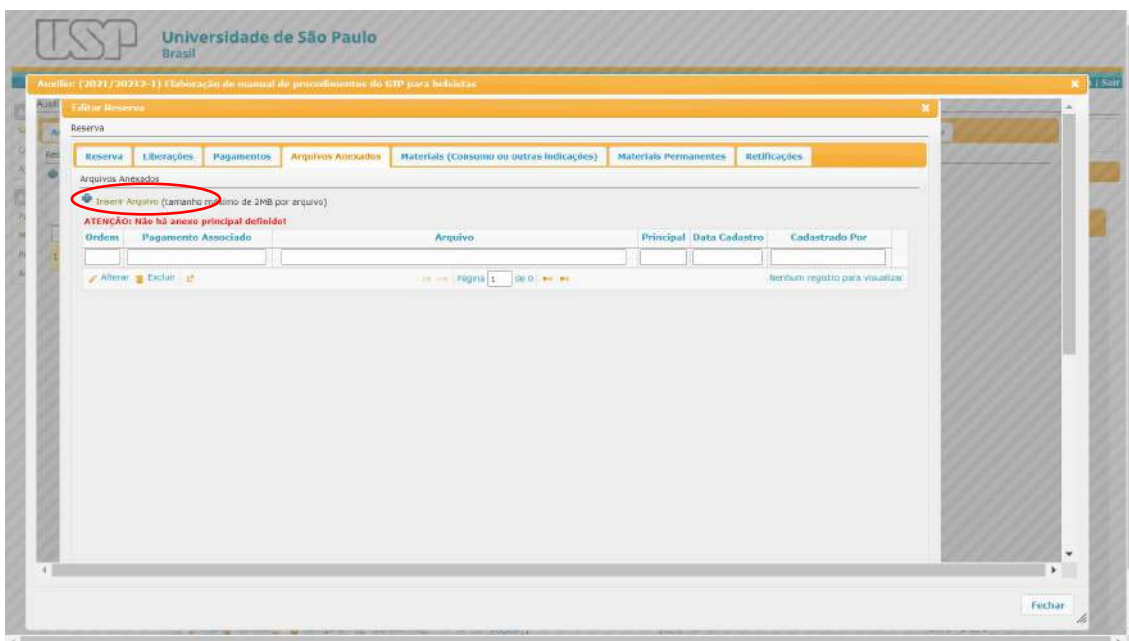 USP
Universidade de São Paulo
Brasil
Auxílio: (2021/20212-1) Elaboração de manual de procedimentos do GIP para bolsistas
| Sair
Editar Reserva
Reserva
Reserva Liberações Pagamentos Arquivos Anexados Materiais (Consumo ou outras indicações) Materiais Permanentes Retificações
Arquivos Anexados
Inserir Arquivo (tamanho máximo de 2MB por arquivo)
ATENÇÃO: Não há anexo principal definido!
Ordem Pagamento Associado Arquivo Principal Data Cadastro Cadastrado Por
Alterar Excluir Página 1 de 0 Nenhum registro para visualizar
Fechar